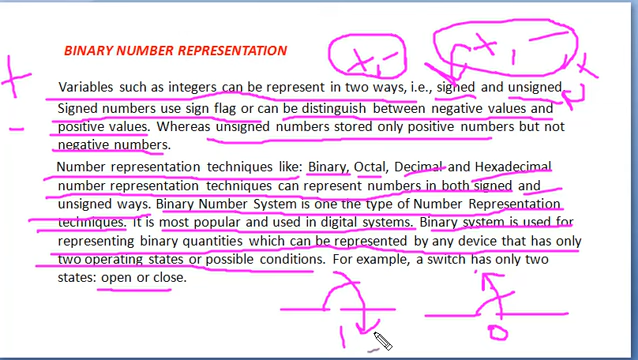 BINARY NUMBER REPRESENTATION
+
+, -
+, -
+
Variables such as integers can be represent in two ways, i.e., signed and unsigned.
Signed numbers use sign flag or can be distinguish between negative values and
-
positive values. Whereas unsigned numbers stored only positive numbers but not
negative numbers.
Number representation techniques like: Binary, Octal, Decimal and Hexadecimal
number representation techniques can represent numbers in both signed and
unsigned ways. Binary Number System is one the type of Number Representation
techniques. It is most popular and used in digital systems. Binary system is used for
representing binary quantities which can be represented by any device that has only
two operating states or possible conditions. For example, a switch has only two
states: open or close.
1 0